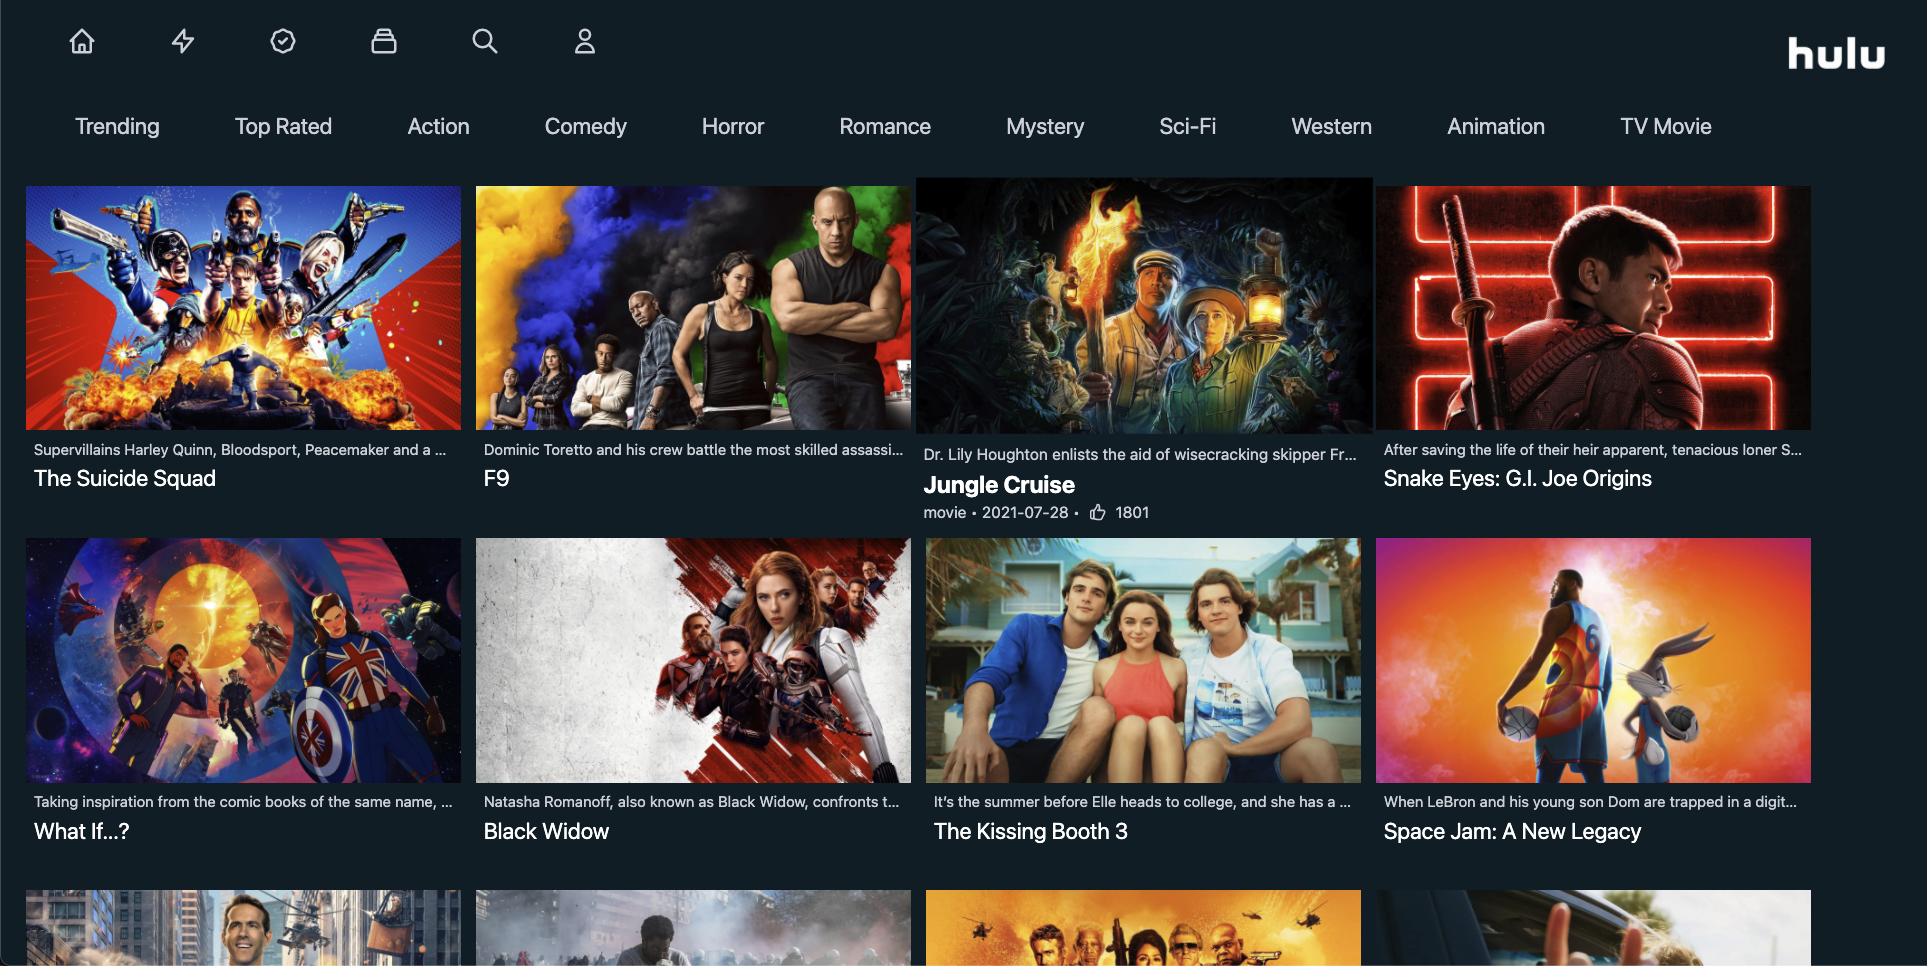 hulu
Trending Top Rated Action Comedy Horror Romance Mystery Sci-Fi Western Animation TV Movie
Supervillains Harley Quinn, Bloodsport, Peacemaker and a ...
The Suicide Squad
Dominic Toretto and his crew battle the most skilled assassi...
F9
Dr. Lily Houghton enlists the aid of wisecracking skipper Fr...
Jungle Cruise
movie • 2021-07-28 • 1801
After saving the life of their heir apparent, tenacious loner S...
Snake Eyes: G.I. Joe Origins
6
Taking inspiration from the comic books of the same name, ...
What If...?
Natasha Romanoff, also known as Black Widow, confronts t...
Black Widow
It's the summer before Elle heads to college, and she has a ...
The Kissing Booth 3
When LeBron and his young son Dom are trapped in a digit...
Space Jam: A New Legacy